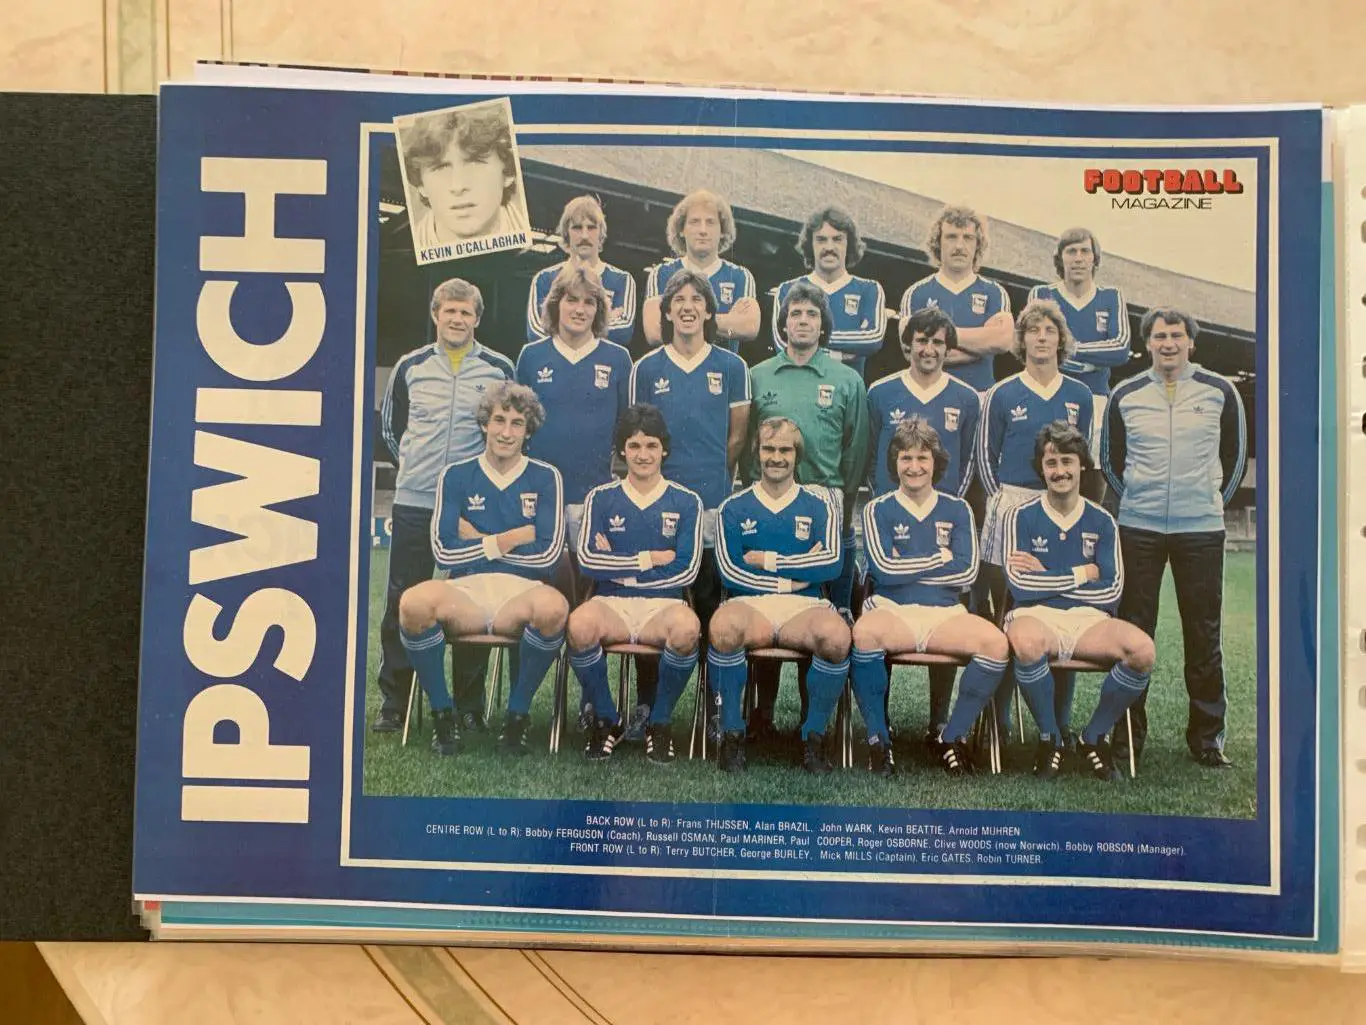 IPSWICH
KEVIN O'CALLAGHAN
FOOTBALL
MAGAZINE
BACK ROW (L to R): Frans THIJSSEN, Alan BRAZIL, John WARK, Kevin BEATTIE, Arnold MUHREN
CENTRE ROW (L to R): Bobby FERGUSON (Coach), Russell OSMAN, Paul MARINER, Paul COOPER, Roger OSBORNE, Clive WOODS (now Norwich), Bobby ROBSON (Manager).
FRONT ROW (L to R): Terry BUTCHER, George BURLEY, Mick MILLS (Captain), Eric GATES, Robin TURNER.